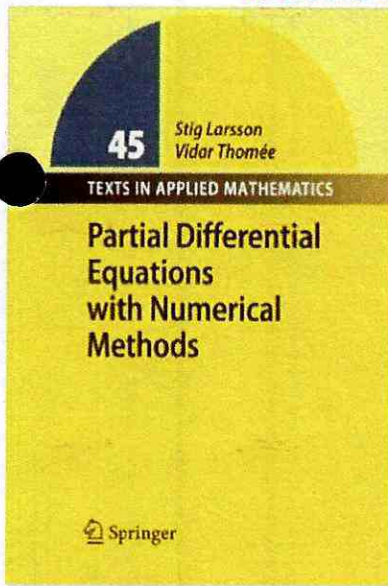 45
Stig Larsson
Vidar Thomée
TEXTS IN APPLIED MATHEMATICS
Partial Differential
Equations
with Numerical
Methods
Springer